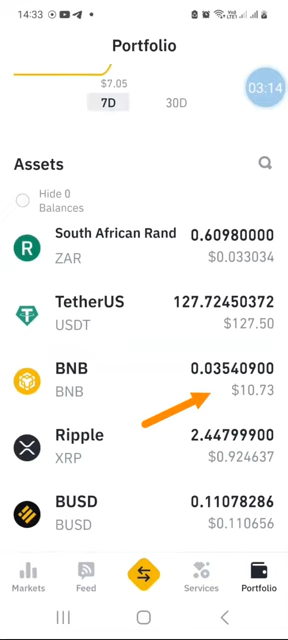 14:33
Portfolio
03:14
$7.05
7D
30D
Assets
Hide 0
Balances
South African Rand 0.60980000
ZAR $0.033034
TetherUS 127.72450372
USDT $127.50
BNB 0.03540900
BNB $10.73
Ripple 2.44799900
XRP $0.924637
BUSD 0.11078286
BUSD $0.110656
Markets Feed Services Portfolio